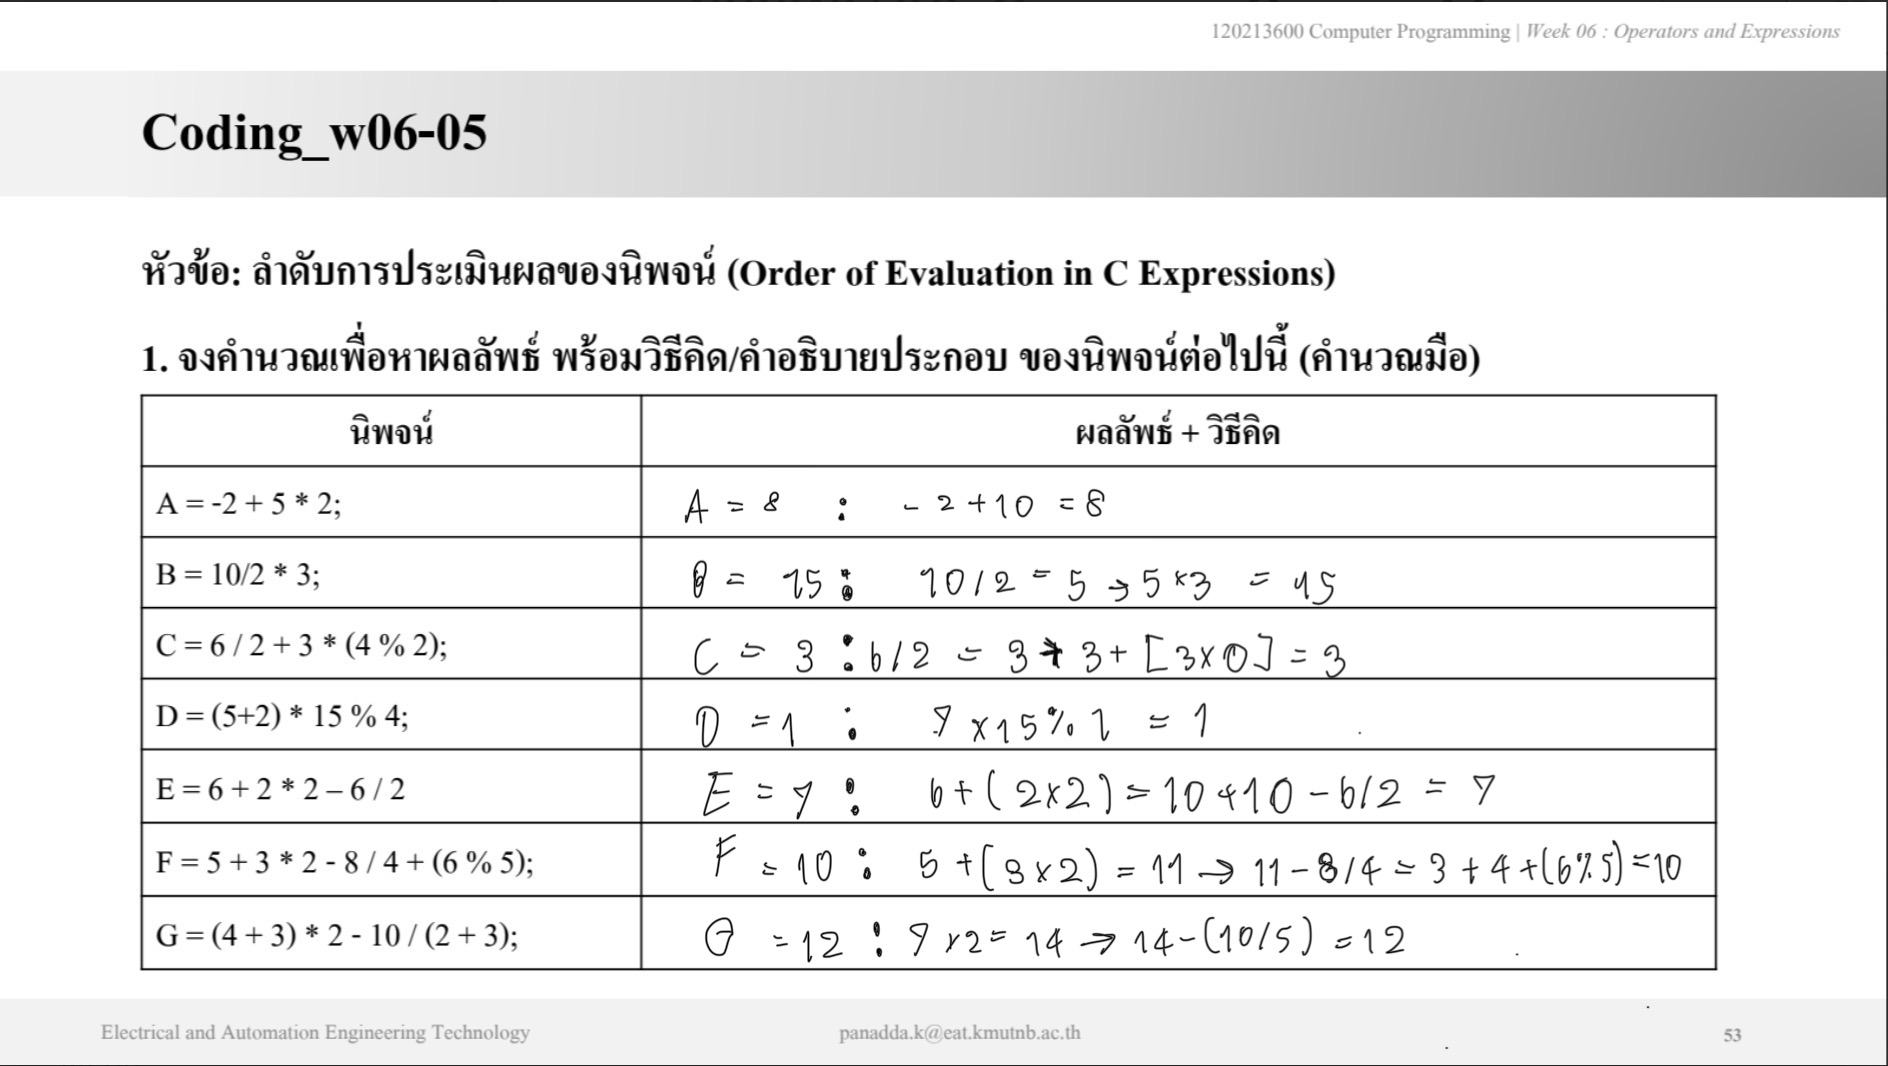 120213600 Computer Programming | Week 06 : Operators and Expressions
Coding_w06-05
หัวข้อ: ลำดับการประเมินผลของนิพจน์ (Order of Evaluation in C Expressions)
1. จงคำนวณเพื่อหาผลลัพธ์ พร้อมวิธีคิด/คำอธิบายประกอบ ของนิพจน์ต่อไปนี้ (คำนวณมือ)
นิพจน์ ผลลัพธ์ + วิธีคิด
A = -2 + 5 * 2; A = 8 : - 2 + 10 = 8
B = 10/2 * 3; B = 15 : 10/2 = 5 → 5 × 3 = 15
C = 6 / 2 + 3 * (4 % 2); C = 3 : 6/2 = 3 → 3 + [3×0] = 3
D = (5+2) * 15 % 4; D = 1 : 7 × 15 % = 1
E = 6 + 2 * 2 – 6 / 2 E = 7 : 6 + (2×2) = 10 10 - 6/2 = 7
F = 5 + 3 * 2 - 8 / 4 + (6 % 5); F = 10 : 5 + (3×2) = 11 → 11 - 8/4 = 3 + 4 + (6%5) = 10
G = (4 + 3) * 2 - 10 / (2 + 3); G = 12 : 7 × 2 = 14 → 14 - (10/5) = 12
Electrical and Automation Engineering Technology panadda.k@eat.kmutnb.ac.th 53